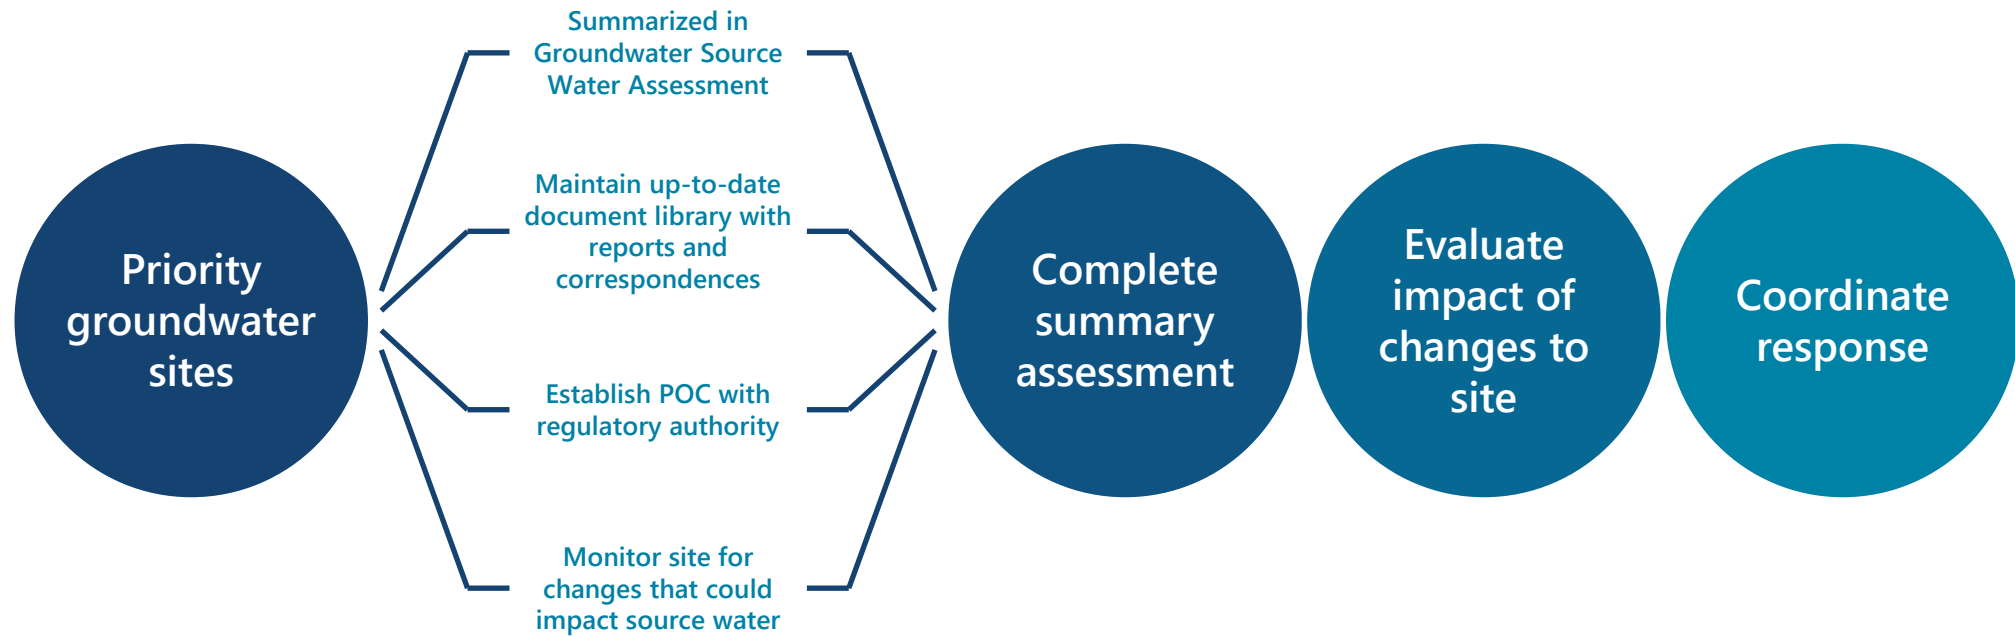 Priority
groundwater
sites
Summarized in
Groundwater Source
Water Assessment
Maintain up-to-date
document library with
reports and
correspondences
Establish POC with
regulatory authority
Monitor site for
changes that could
impact source water
Complete
summary
assessment
Evaluate
impact of
changes to
site
Coordinate
response